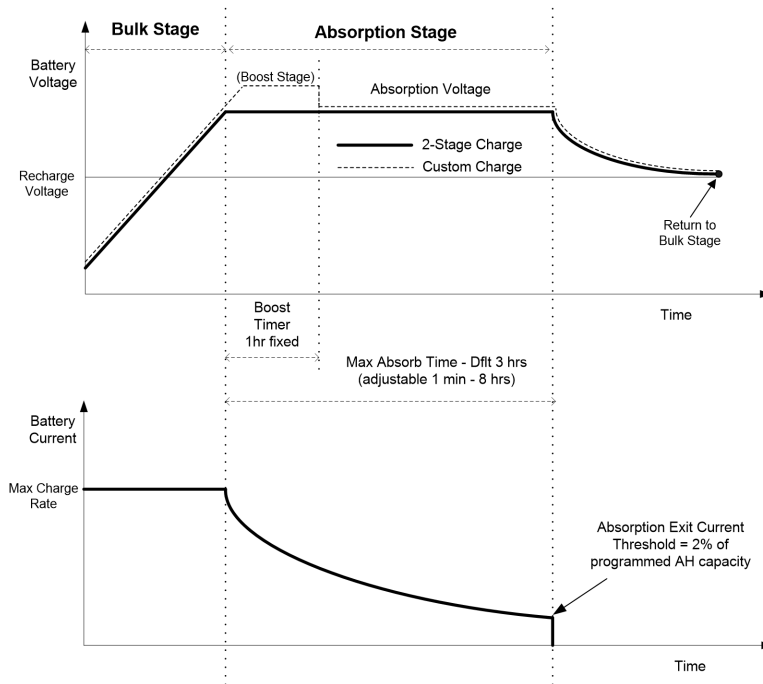 Bulk Stage
Absorption Stage
Battery
Voltage
(Boost Stage)
Absorption Voltage
2-Stage Charge
Custom Charge
Recharge
Voltage
Return to
Bulk Stage
Time
Boost
Timer
1hr fixed
Max Absorb Time - Dflt 3 hrs
(adjustable 1 min - 8 hrs)
Battery
Current
Max Charge
Rate
Absorption Exit Current
Threshold = 2% of
programmed AH capacity
Time